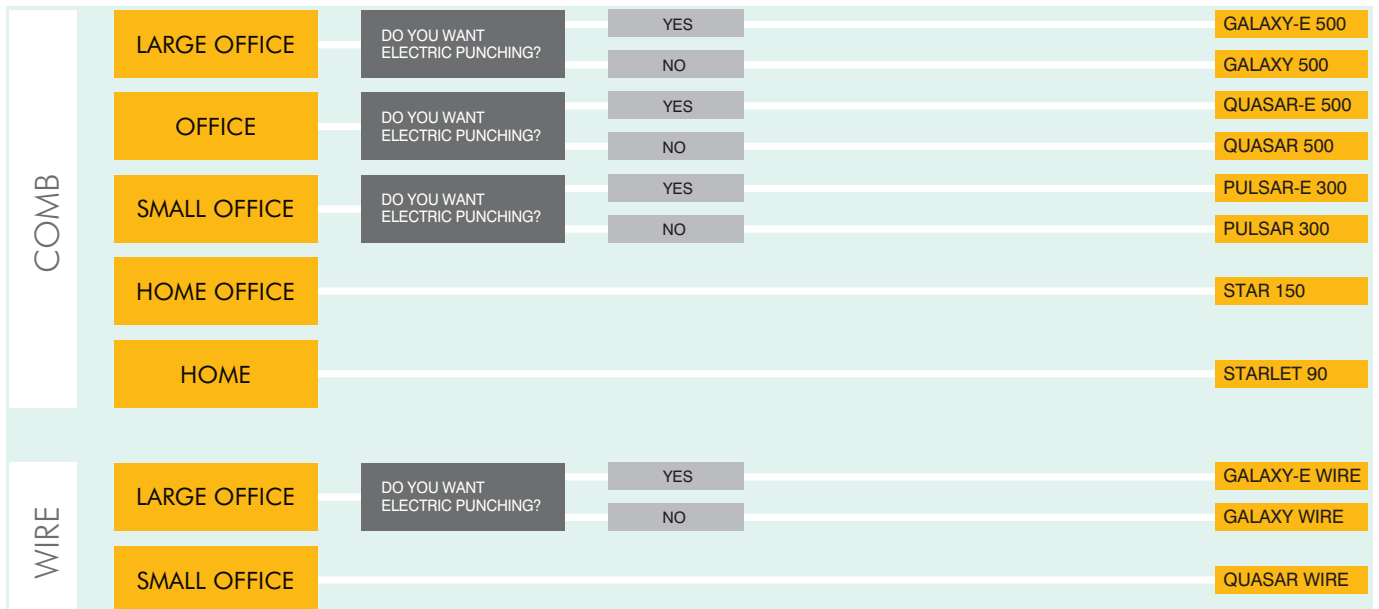 COMB
LARGE OFFICE
DO YOU WANT
ELECTRIC PUNCHING?
YES
GALAXY-E 500
NO
GALAXY 500
OFFICE
DO YOU WANT
ELECTRIC PUNCHING?
YES
QUASAR-E 500
NO
QUASAR 500
SMALL OFFICE
DO YOU WANT
ELECTRIC PUNCHING?
YES
PULSAR-E 300
NO
PULSAR 300
HOME OFFICE
STAR 150
HOME
STARLET 90
WIRE
LARGE OFFICE
DO YOU WANT
ELECTRIC PUNCHING?
YES
GALAXY-E WIRE
NO
GALAXY WIRE
SMALL OFFICE
QUASAR WIRE